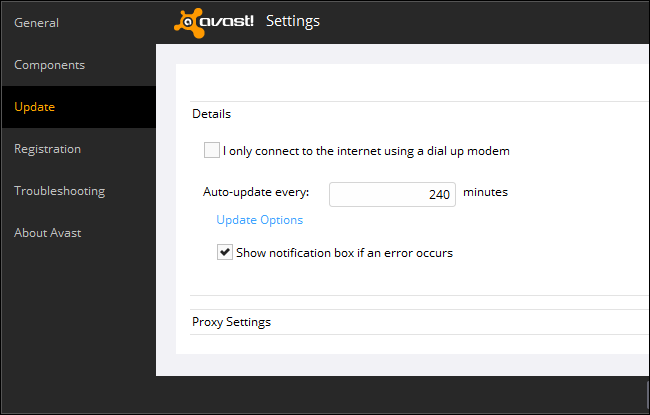 General
avast! Settings
Components
Update
Details
Registration
I only connect to the internet using a dial up modem
Troubleshooting
Auto-update every: 240 minutes
Update Options
About Avast
Show notification box if an error occurs
Proxy Settings